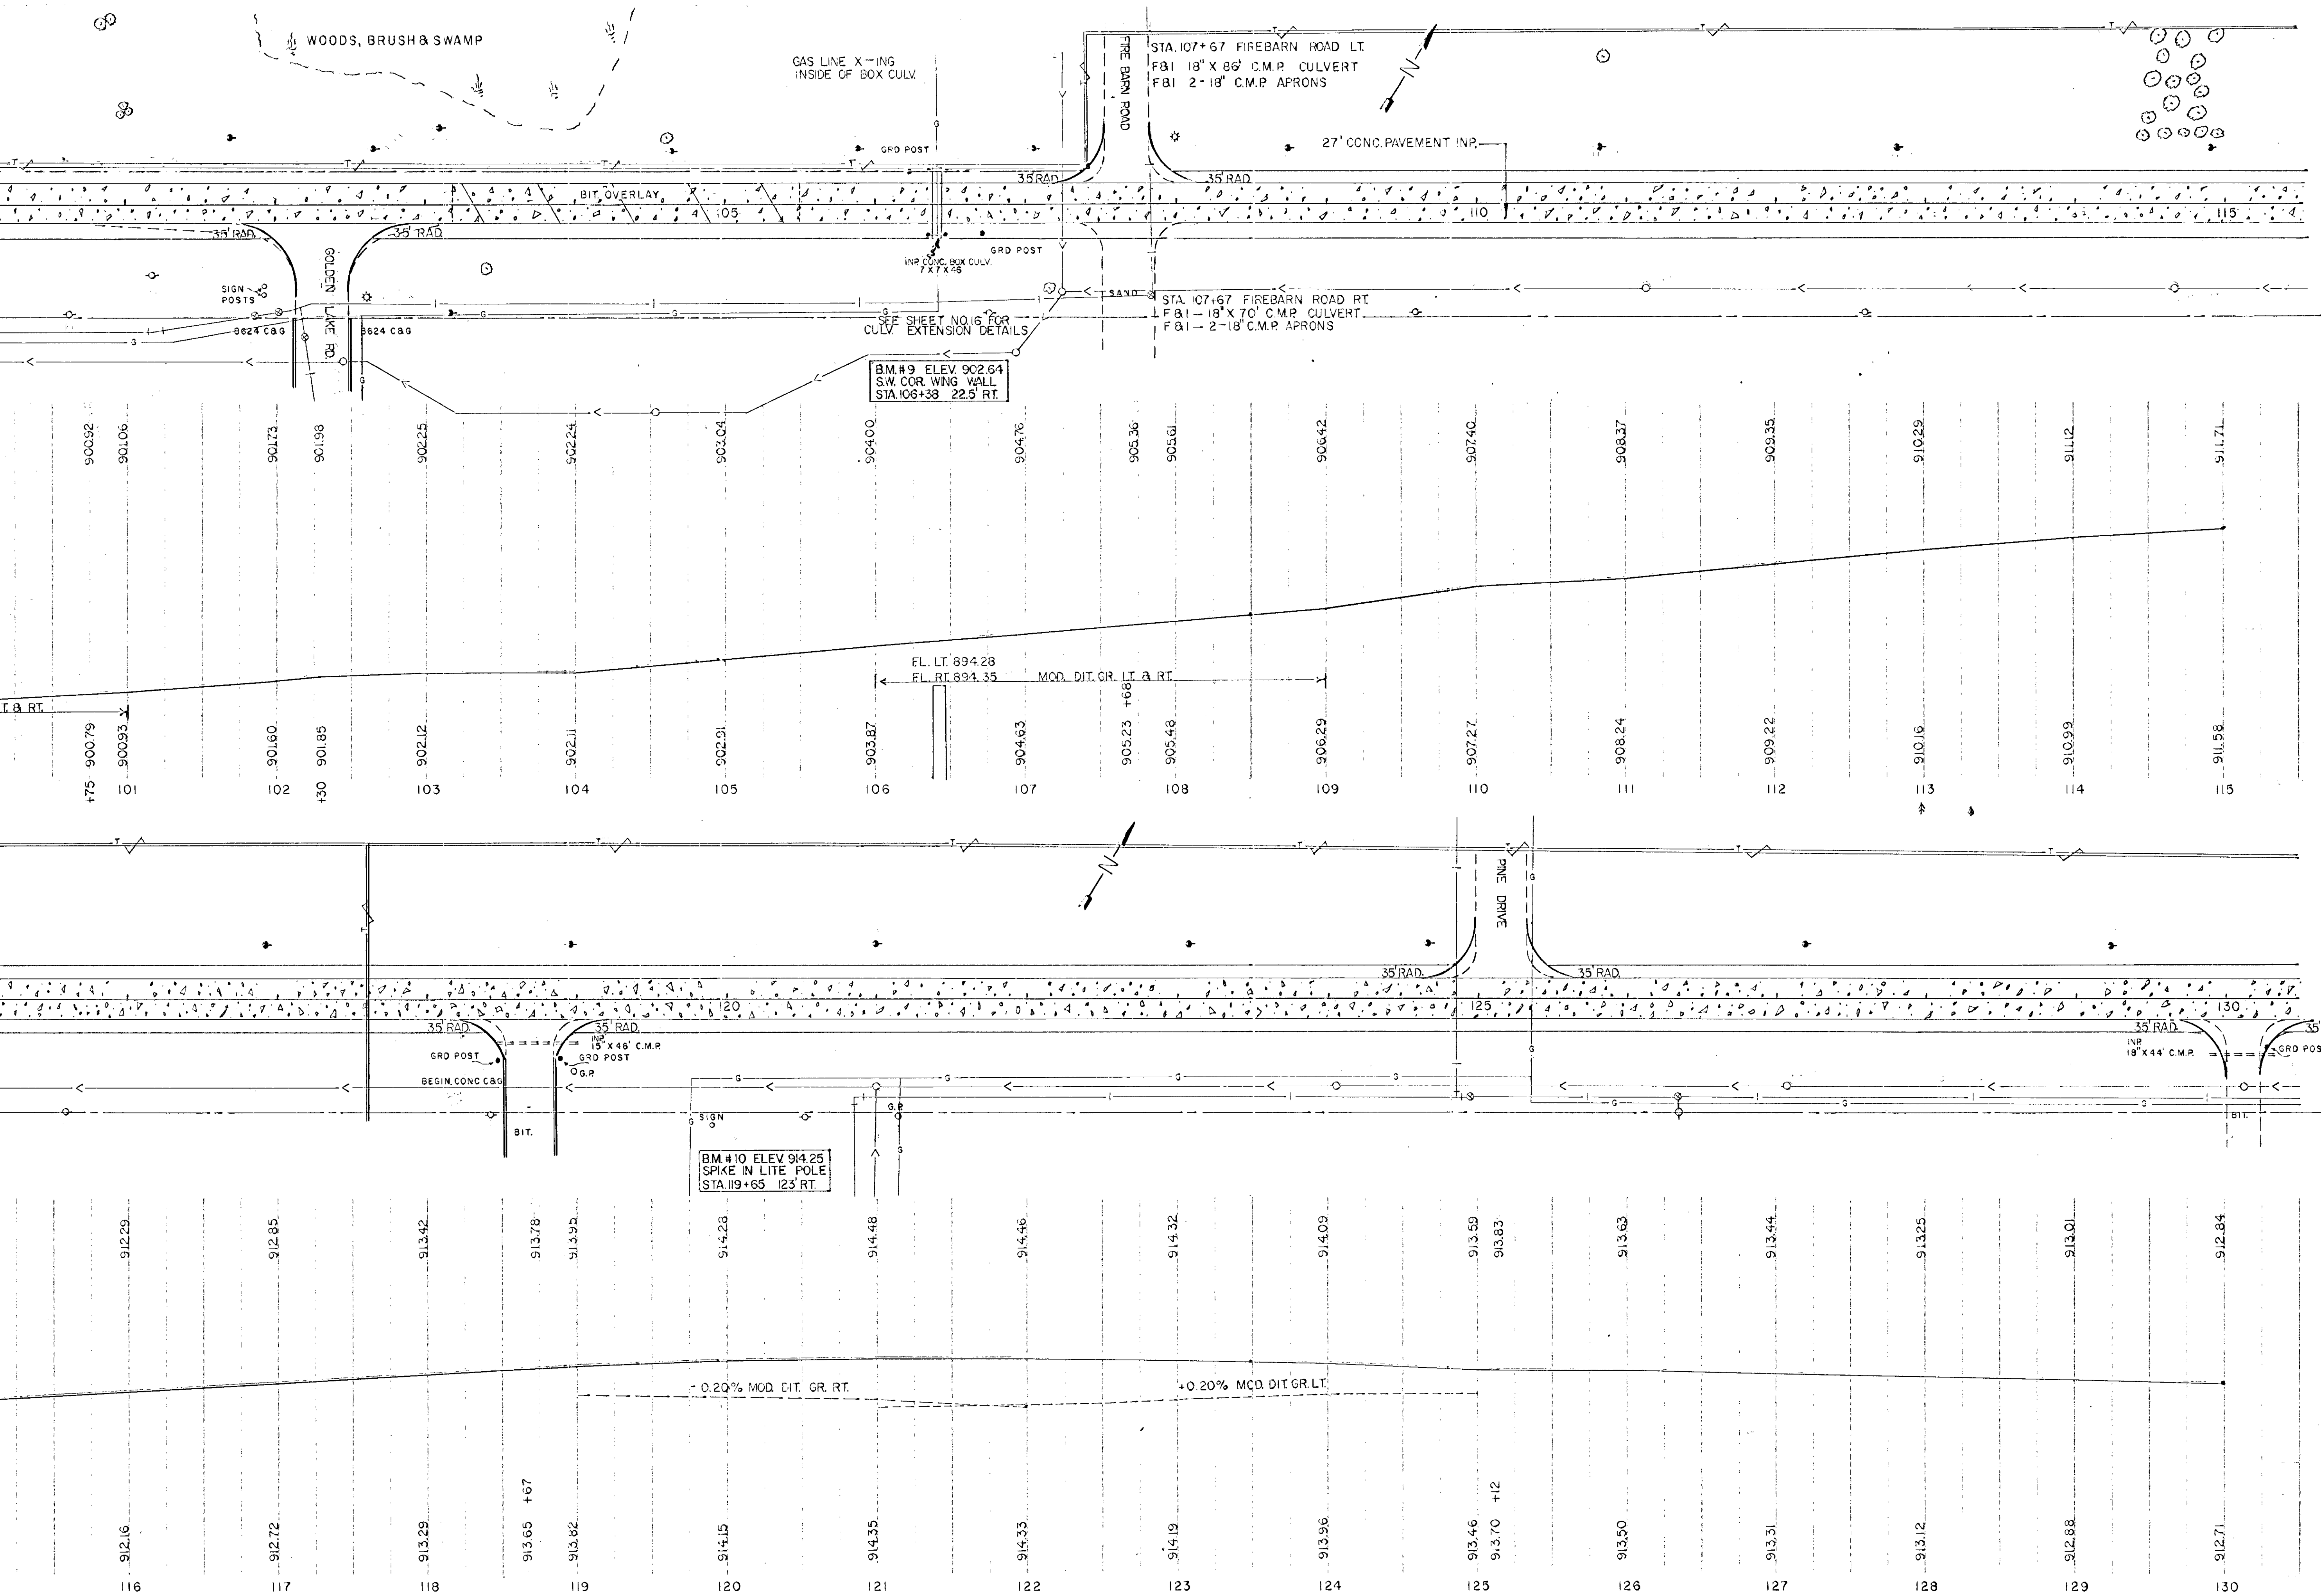 WOODS, BRUSH & SWAMP
GAS LINE X-ING
INSIDE OF BOX CULV.
FIRE BARN ROAD
STA. 107+67 FIREBARN ROAD LT.
F&I 18" X 86' C.M.P. CULVERT
F&I 2-18" C.M.P. APRONS
N
GRD POST
27' CONC. PAVEMENT INP.
35' RAD.
35' RAD.
BIT. OVERLAY
105
110
115
35' RAD.
35' RAD.
GOLDEN LAKE RD.
GRD POST
INP. CONC. BOX CULV.
7 X 7 X 46
SIGN
POSTS
SAND
B624 C&G
B624 C&G
SEE SHEET NO. 16 FOR
CULV. EXTENSION DETAILS
STA. 107+67 FIREBARN ROAD RT.
F&I - 18" X 70' C.M.P. CULVERT
F&I - 2-18" C.M.P. APRONS
B.M.#9 ELEV. 902.64
S.W. COR. WING WALL
STA. 106+38 22.5' RT.
900.92 901.06 901.73 901.98 902.25 902.24 903.04 904.00 904.76 905.36 905.61 906.42 907.40 908.37 909.35 910.29 911.12 911.71
FL. LT. 894.28
FL. RT. 894.35
MOD. DIT. GR. LT. & RT.
T. & RT.
+75 900.79 900.93 901.60 +30 901.85 902.12 902.11 902.91 903.87 904.63 905.23 +68 905.48 906.29 907.27 908.24 909.22 910.16 910.99 911.58
101 102 103 104 105 106 107 108 109 110 111 112 113 114 115
N
PINE DRIVE
35' RAD.
35' RAD.
120
125
130
35' RAD.
35' RAD.
35' RAD.
35'
INP.
15" X 46' C.M.P.
GRD POST
GRD POST
G.P.
INP.
18" X 44' C.M.P.
GRD POS
BEGIN CONC C&G
SIGN
G.P.
BIT.
BIT.
B.M.#10 ELEV. 914.25
SPIKE IN LITE POLE
STA. 119+65 123' RT.
912.29 912.85 913.42 913.78 913.95 914.28 914.48 914.46 914.32 914.09 913.59 913.83 913.63 913.44 913.25 913.01 912.84
-0.20% MOD. DIT. GR. RT.
+0.20% MOD. DIT. GR. LT.
912.16 912.72 913.29 913.65 +67 913.82 914.15 914.35 914.33 914.19 913.96 913.46 913.70 +12 913.50 913.31 913.12 912.88 912.71
116 117 118 119 120 121 122 123 124 125 126 127 128 129 130